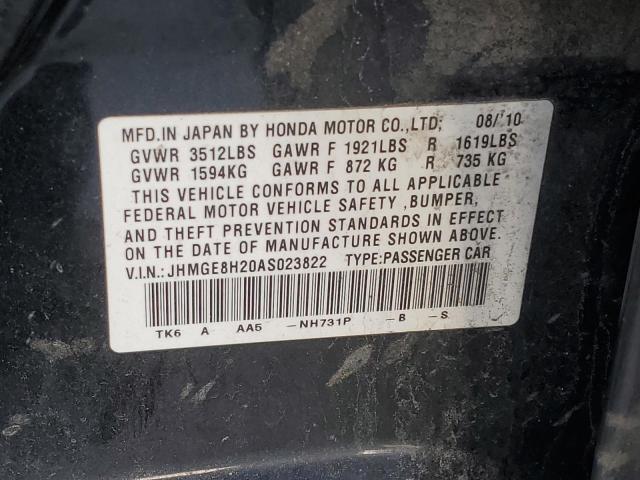 MFD.IN JAPAN BY HONDA MOTOR CO.,LTD; 08/'10
GVWR 3512LBS GAWR F 1921LBS R 1619LBS
GVWR 1594KG GAWR F 872 KG R 735 KG
THIS VEHICLE CONFORMS TO ALL APPLICABLE
FEDERAL MOTOR VEHICLE SAFETY ,BUMPER,
AND THEFT PREVENTION STANDARDS IN EFFECT
ON THE DATE OF MANUFACTURE SHOWN ABOVE.
V.I.N.:JHMGE8H20AS023822 TYPE:PASSENGER CAR
TK6 A AA5 -NH731P -B -S.